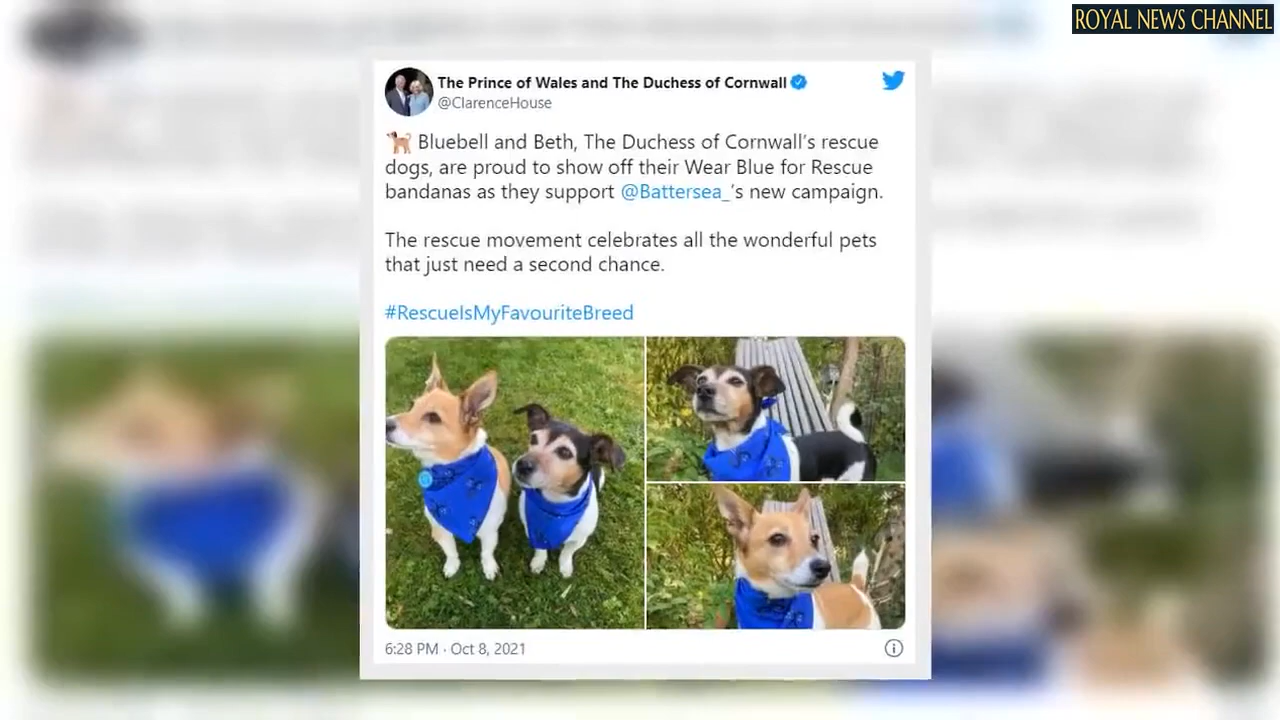 ROYAL NEWS CHANNEL
The Prince of Wales and The Duchess of Cornwall
@ClarenceHouse
Bluebell and Beth, The Duchess of Cornwall's rescue
dogs, are proud to show off their Wear Blue for Rescue
bandanas as they support @Battersea_'s new campaign.
The rescue movement celebrates all the wonderful pets
that just need a second chance.
#RescueIsMyFavouriteBreed
6:28 PM · Oct 8, 2021